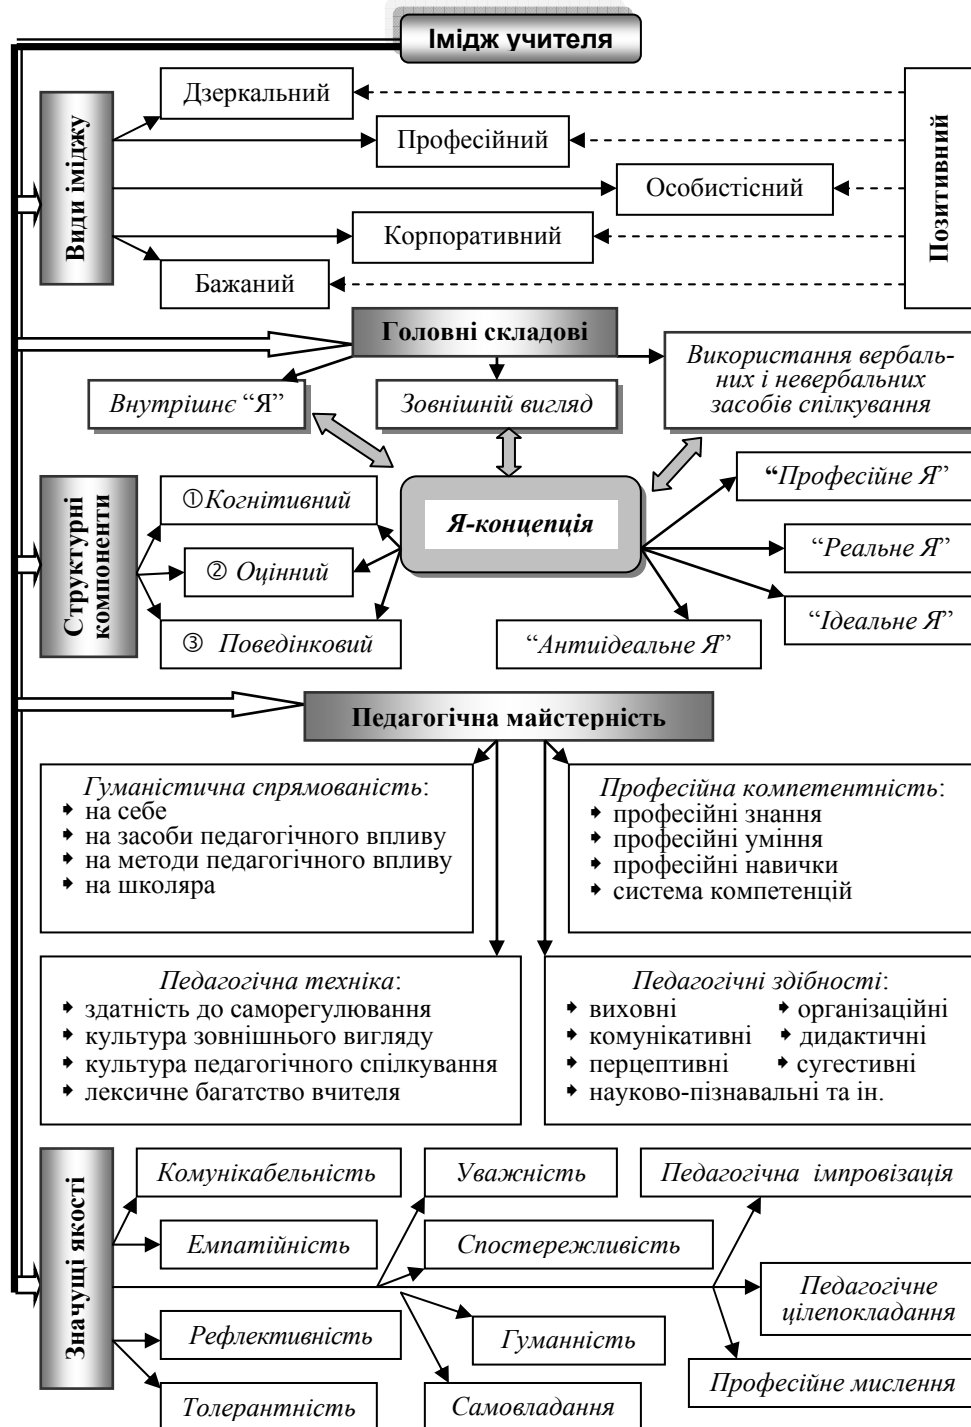 Імідж учителя
Види іміджу
Дзеркальний
Професійний
Особистісний
Корпоративний
Бажаний
Позитивний
Головні складові
Внутрішнє “Я”
Зовнішній вигляд
Використання вербаль-
них і невербальних
засобів спілкування
Структурні
компоненти
① Когнитивний
② Оцінний
③ Поведінковий
Я-концепція
“Професійне Я”
“Реальне Я”
“Ідеальне Я”
“Антиідеальне Я”
Педагогічна майстерність
Гуманістична спрямованість:
на себе
на засоби педагогічного впливу
на методи педагогічного впливу
на школяра
Професійна компетентність:
професійні знання
професійні уміння
професійні навички
система компетенцій
Педагогічна техніка:
здатність до саморегулювання
культура зовнішнього вигляду
культура педагогічного спілкування
лексичне багатство вчителя
Педагогічні здібності:
виховні організаційні
комунікативні дидактичні
перцептивні сугестивні
науково-пізнавальні та ін.
Значущі якості
Комунікабельність
Уважність
Педагогічна імпровізація
Емпатійність
Спостережливість
Педагогічне
цілепокладання
Рефлективність
Гуманність
Професійне мислення
Толерантність
Самовладання